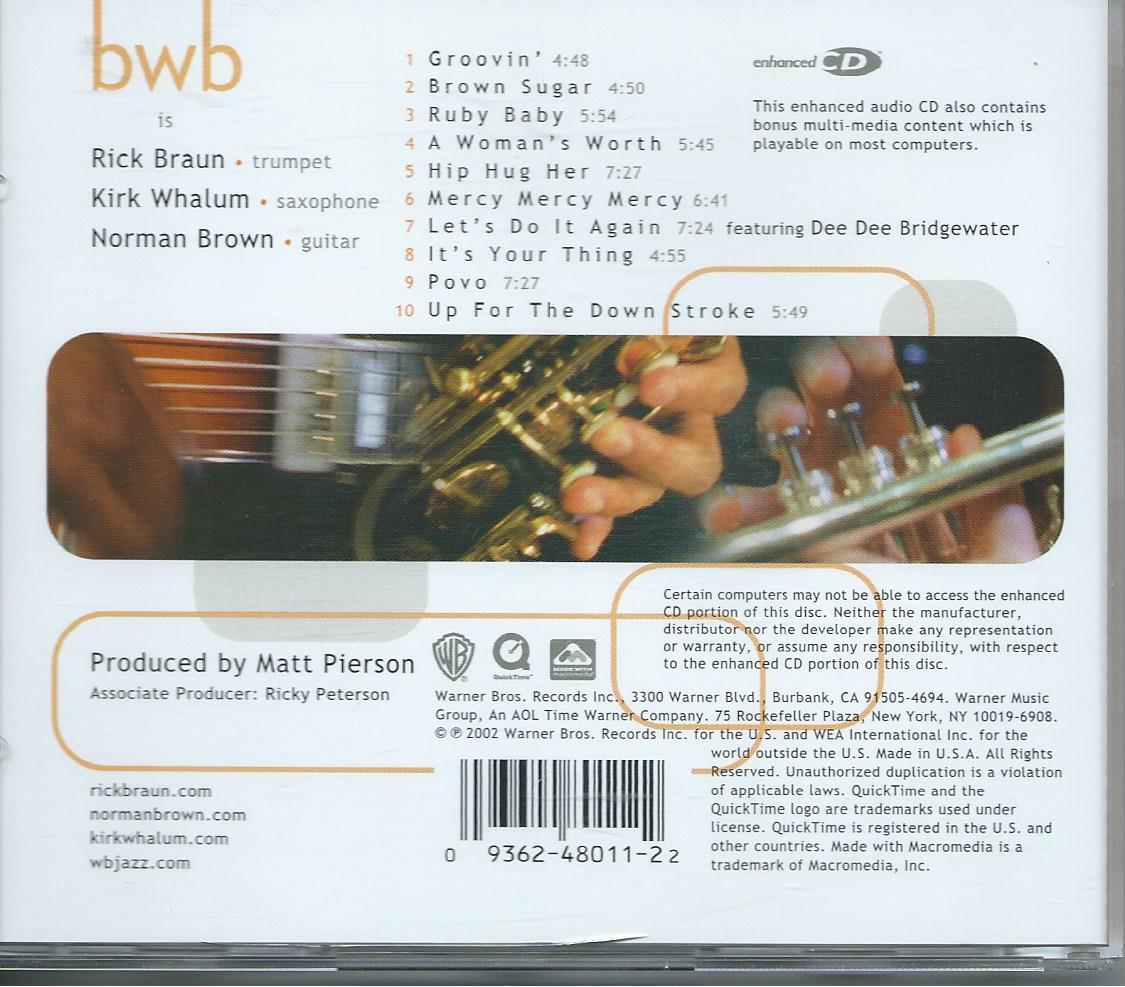 bwb
is
Rick Braun • trumpet
Kirk Whalum • saxophone
Norman Brown • guitar
1 Groovin' 4:48
2 Brown Sugar 4:50
3 Ruby Baby 5:54
4 A Woman's Worth 5:45
5 Hip Hug Her 7:27
6 Mercy Mercy Mercy 6:41
7 Let's Do It Again 7:24 featuring Dee Dee Bridgewater
8 It's Your Thing 4:55
9 Povo 7:27
10 Up For The Down Stroke 5:49
enhanced CD™
This enhanced audio CD also contains
bonus multi-media content which is
playable on most computers.
Certain computers may not be able to access the enhanced
CD portion of this disc. Neither the manufacturer,
distributor nor the developer make any representation
or warranty, or assume any responsibility, with respect
to the enhanced CD portion of this disc.
Produced by Matt Pierson
Associate Producer: Ricky Peterson
WB
QuickTime™
MADE WITH
macromedia
Warner Bros. Records Inc., 3300 Warner Blvd., Burbank, CA 91505-4694. Warner Music
Group, An AOL Time Warner Company. 75 Rockefeller Plaza, New York, NY 10019-6908.
© ℗ 2002 Warner Bros. Records Inc. for the U.S. and WEA International Inc. for the
world outside the U.S. Made in U.S.A. All Rights
Reserved. Unauthorized duplication is a violation
of applicable laws. QuickTime and the
QuickTime logo are trademarks used under
license. QuickTime is registered in the U.S. and
other countries. Made with Macromedia is a
trademark of Macromedia, Inc.
rickbraun.com
normanbrown.com
kirkwhalum.com
wbjazz.com
0 9362-48011-2 2